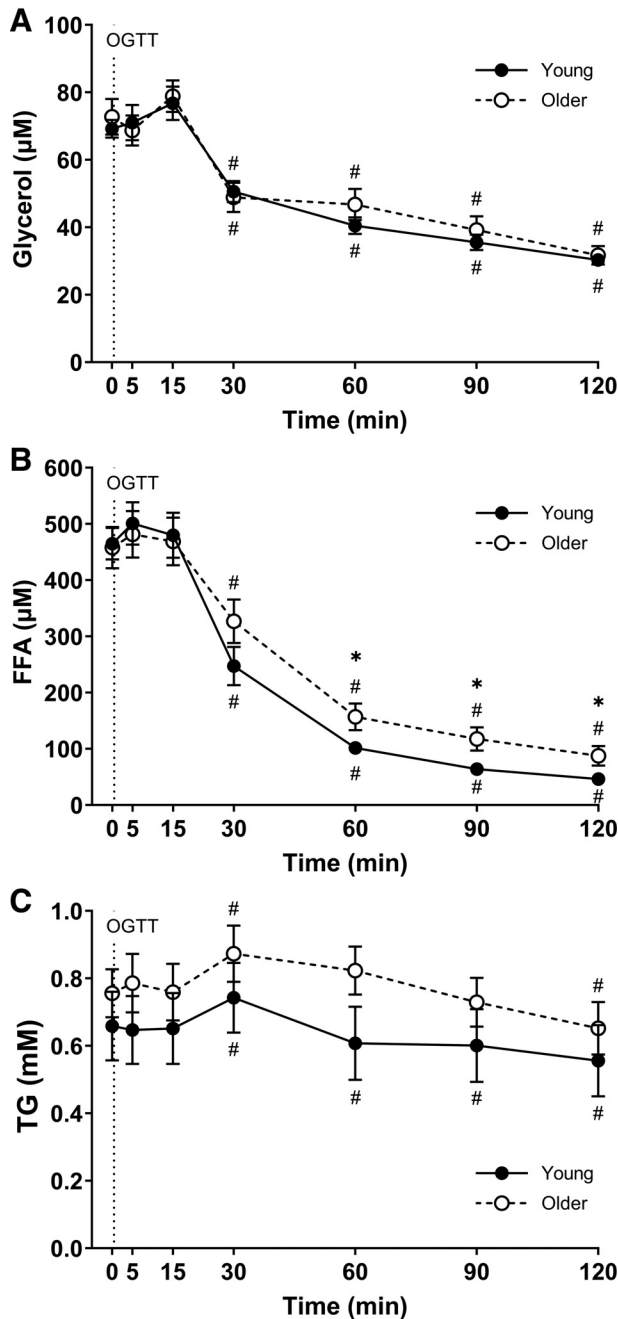 A
OGTT
Young
Older
Glycerol (µM)
100
80
60
40
20
0
# # # #
# # # #
0 5 15 30 60 90 120
Time (min)
B
OGTT
Young
Older
FFA (µM)
600
500
400
300
200
100
0
* * *
# # # #
# # # #
0 5 15 30 60 90 120
Time (min)
C
OGTT
TG (mM)
1.0
0.8
0.6
0.4
0.2
0.0
# #
# # # #
Young
Older
0 5 15 30 60 90 120
Time (min)